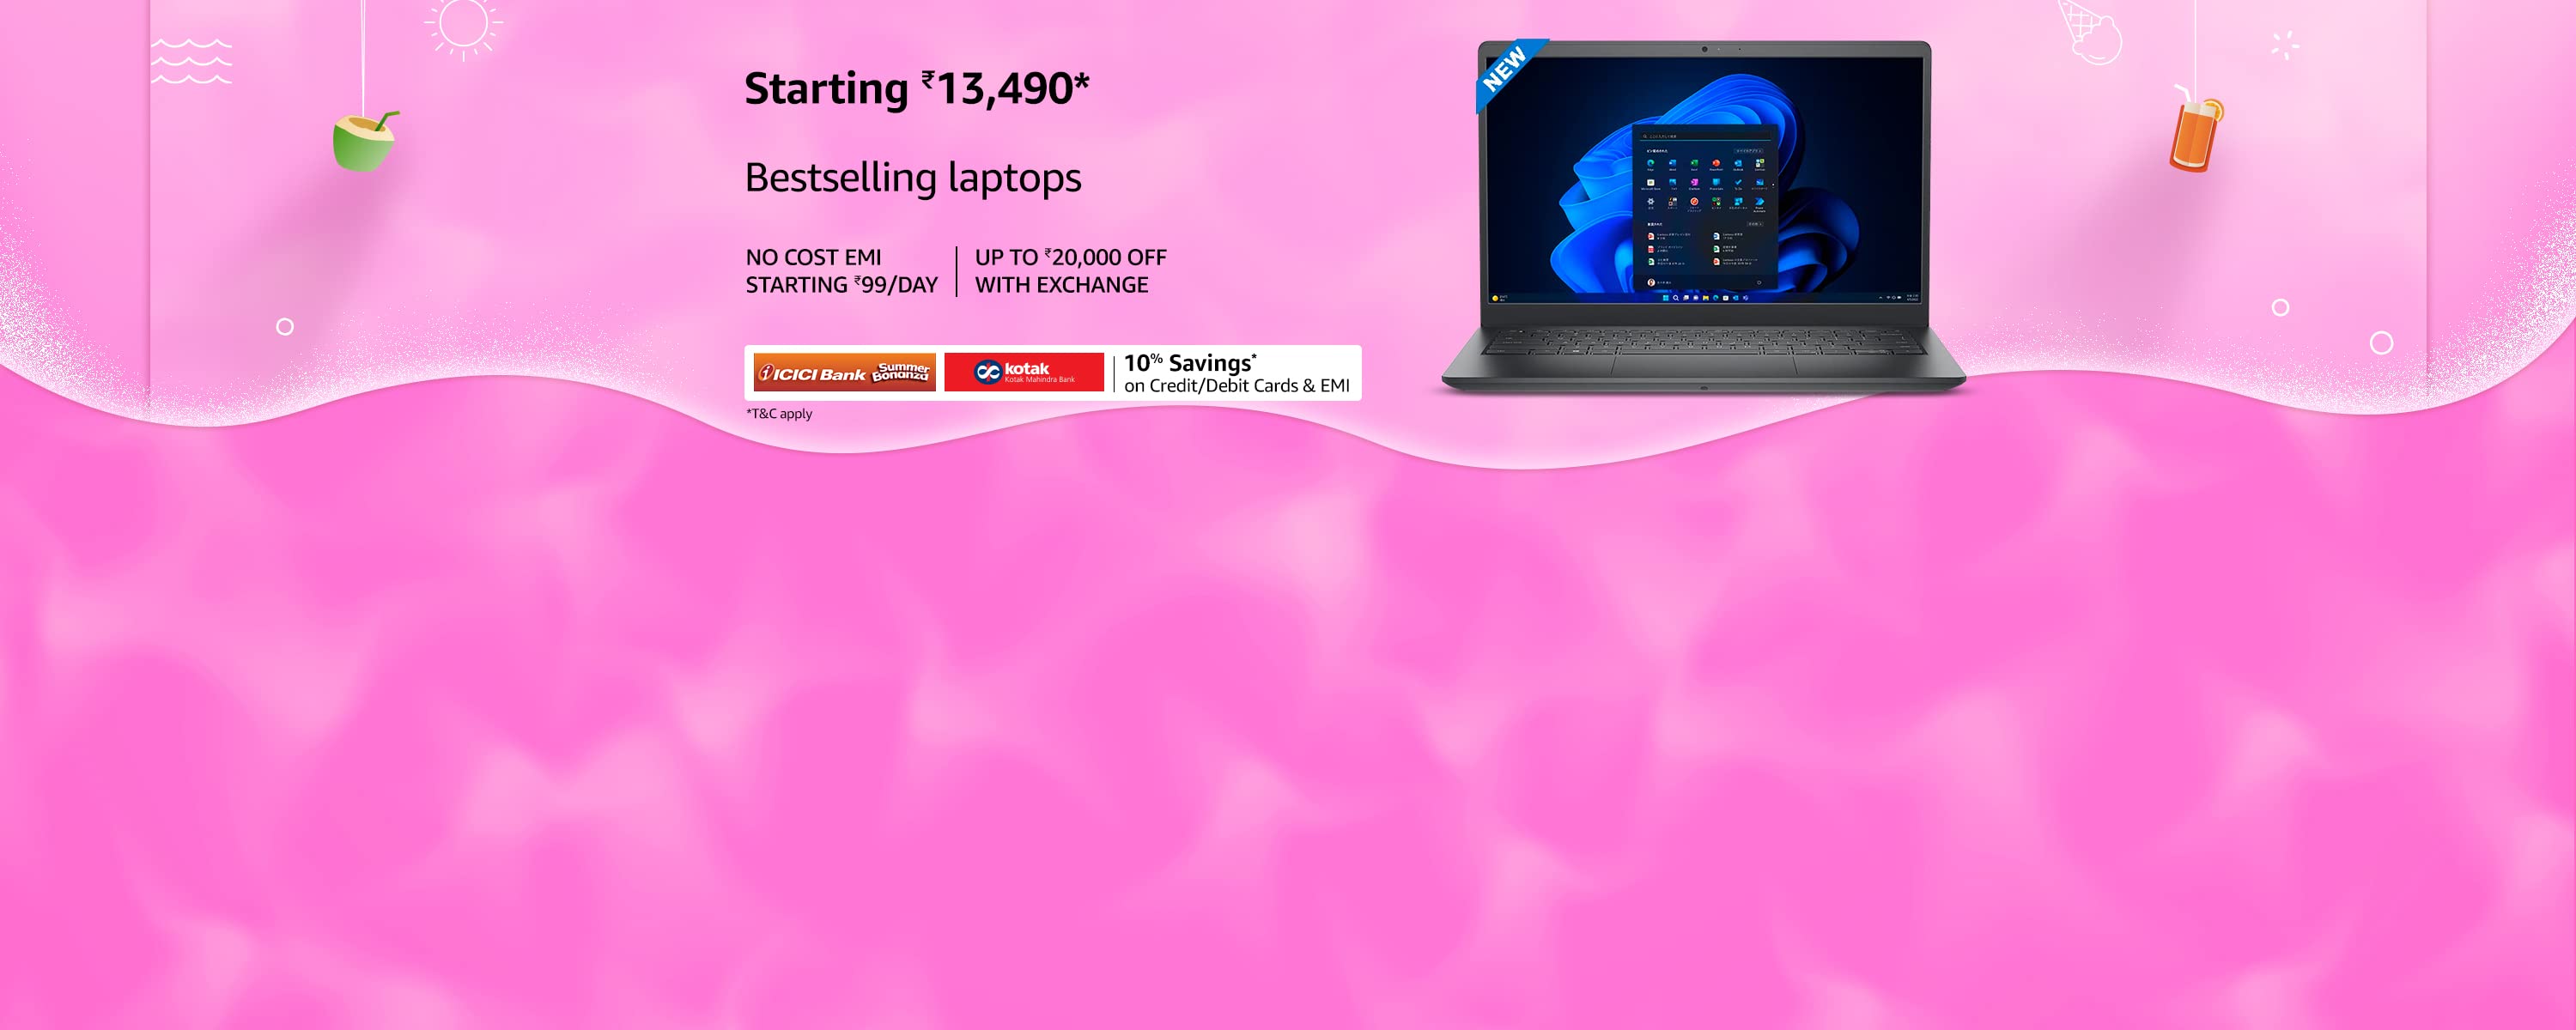 Starting ₹13,490*
Bestselling laptops
NO COST EMI
STARTING ₹99/DAY
UP TO ₹20,000 OFF
WITH EXCHANGE
ICICI Bank Summer Bonanza
kotak
Kotak Mahindra Bank
10% Savings*
on Credit/Debit Cards & EMI
*T&C apply
NEW